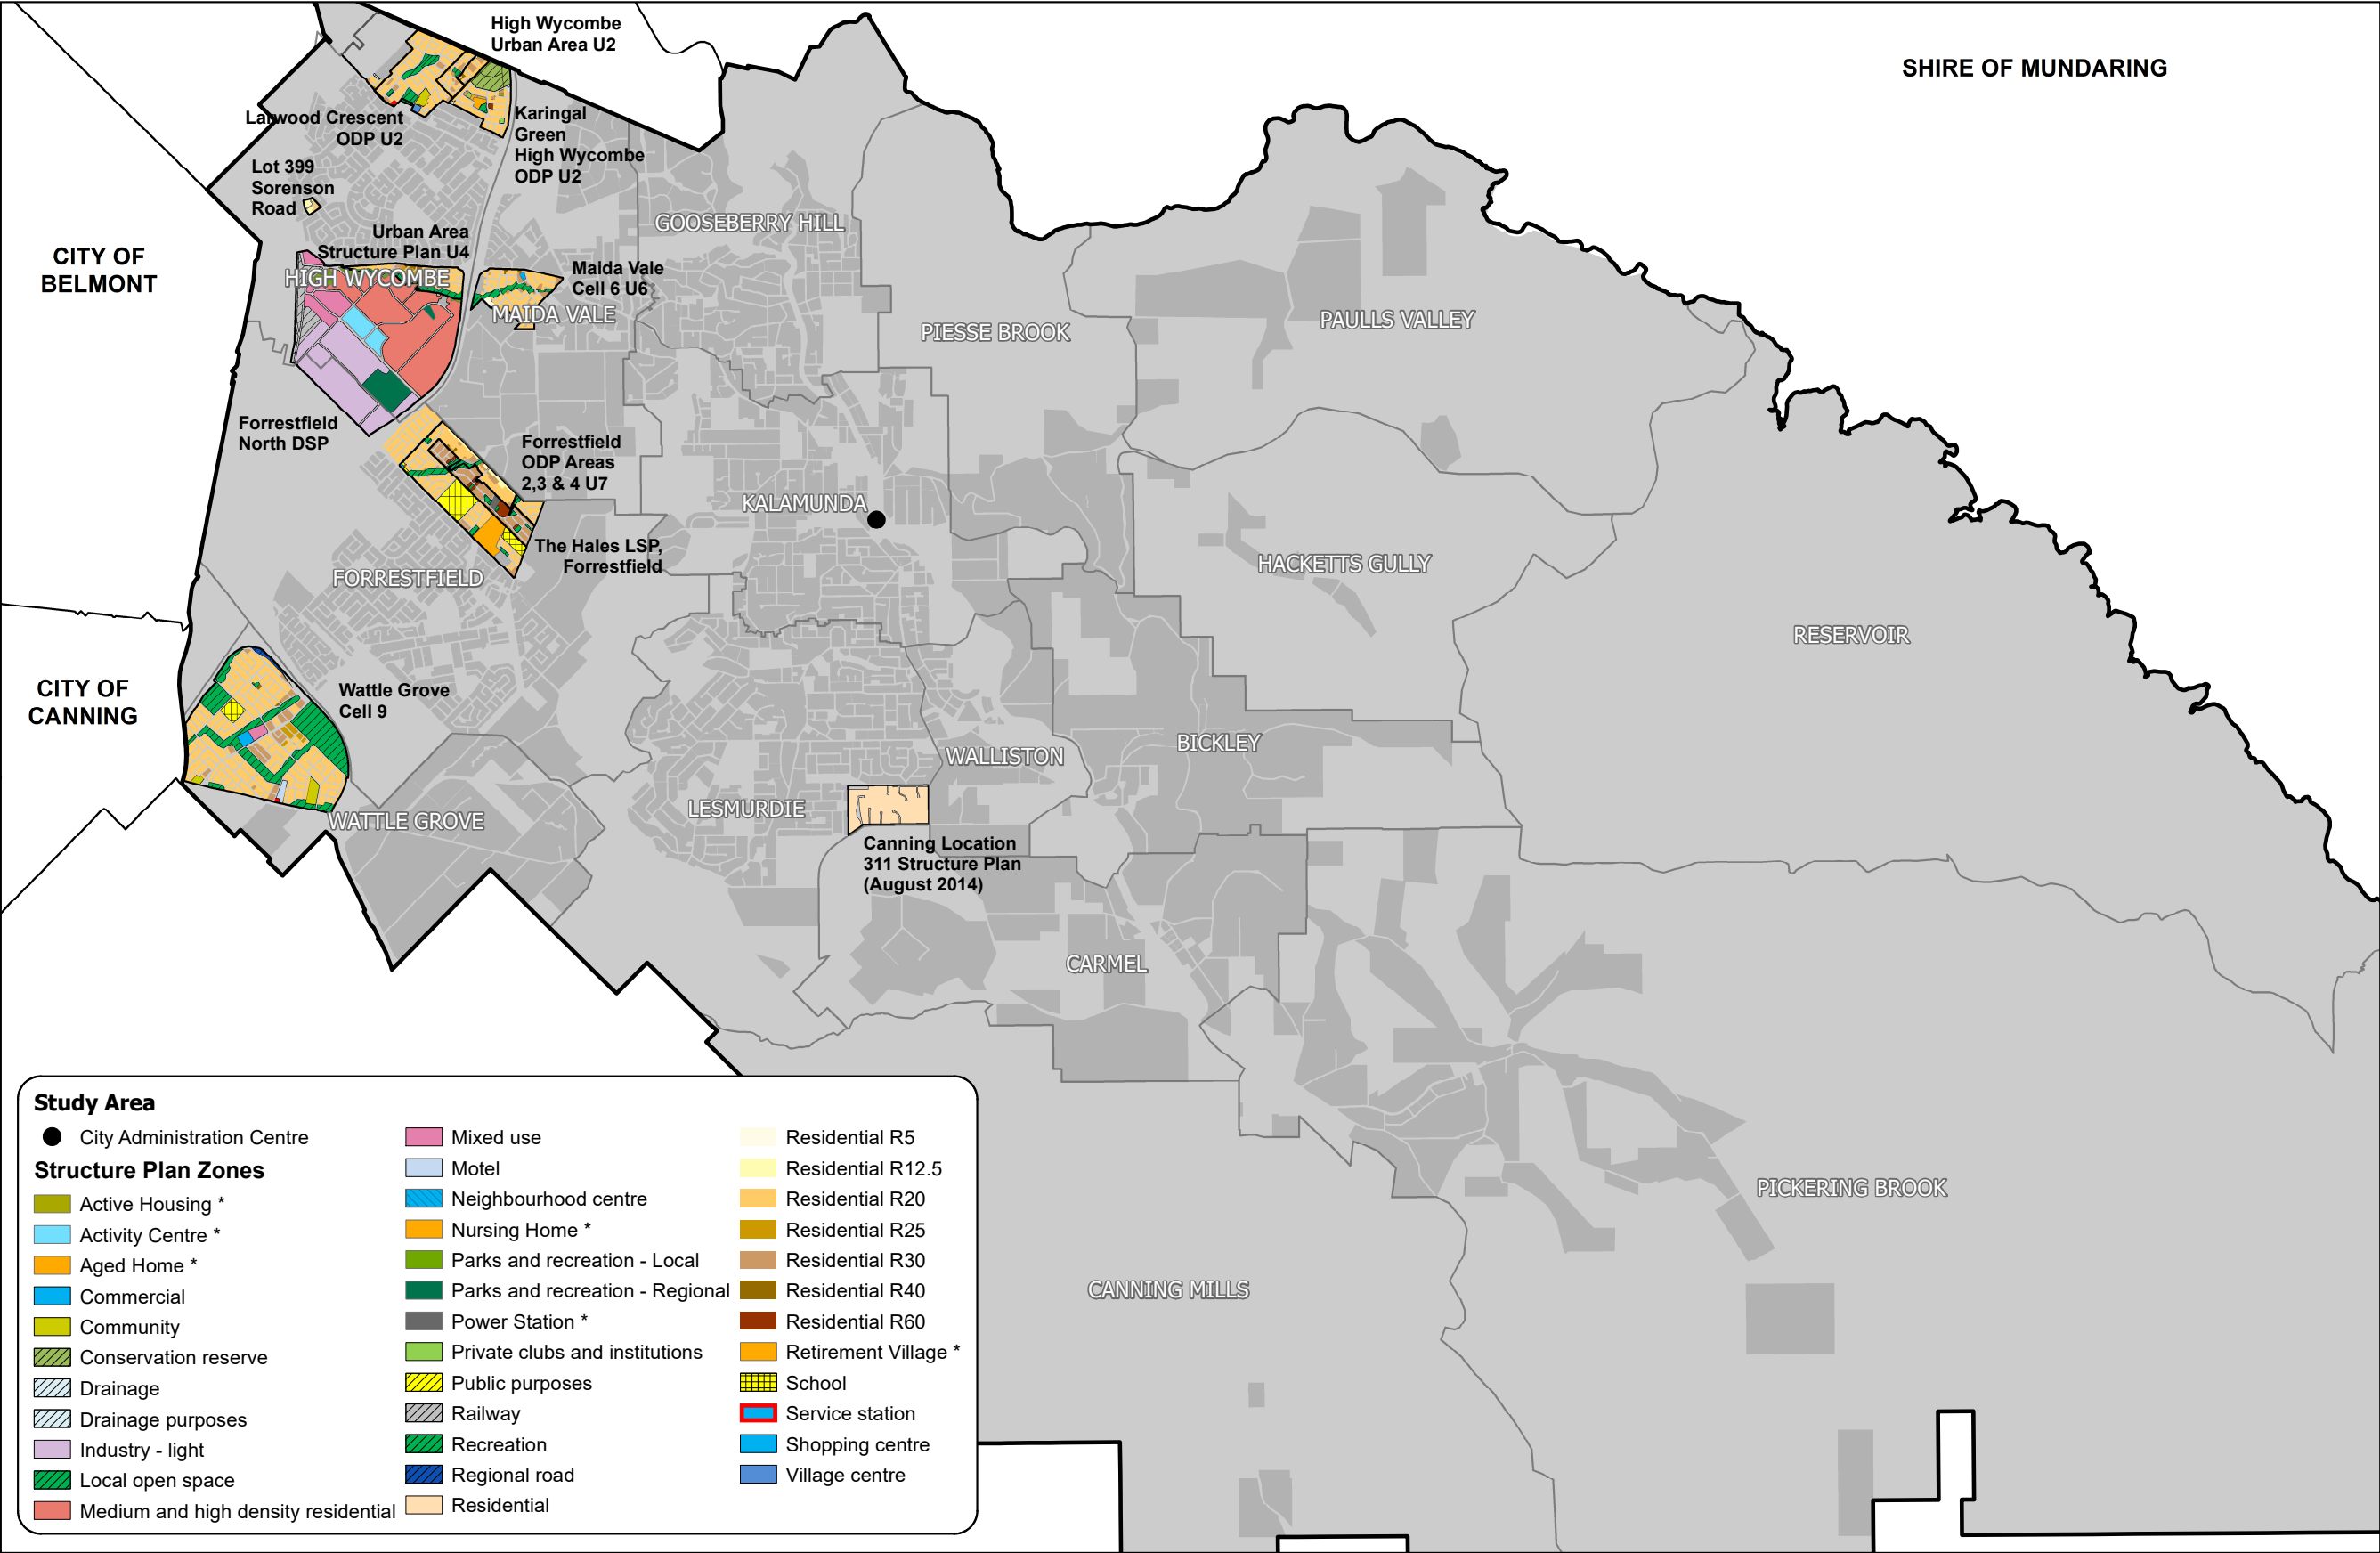 High Wycombe
Urban Area U2
SHIRE OF MUNDARING
Larwood Crescent
ODP U2
Karingal
Green
High Wycombe
ODP U2
Lot 399
Sorenson
Road
GOOSEBERRY HILL
Urban Area
Structure Plan U4
CITY OF
BELMONT
HIGH WYCOMBE
Maida Vale
Cell 6 U6
MAIDA VALE
PIESSE BROOK
PAULLS VALLEY
Forrestfield
North DSP
Forrestfield
ODP Areas
2,3 & 4 U7
KALAMUNDA
The Hales LSP,
Forrestfield
HACKETTS GULLY
FORRESTFIELD
RESERVOIR
CITY OF
CANNING
Wattle Grove
Cell 9
WALLISTON
BICKLEY
LESMURDIE
WATTLE GROVE
Canning Location
311 Structure Plan
(August 2014)
CARMEL
PICKERING BROOK
CANNING MILLS
Study Area
City Administration Centre
Structure Plan Zones
Active Housing *
Activity Centre *
Aged Home *
Commercial
Community
Conservation reserve
Drainage
Drainage purposes
Industry - light
Local open space
Medium and high density residential
Mixed use
Motel
Neighbourhood centre
Nursing Home *
Parks and recreation - Local
Parks and recreation - Regional
Power Station *
Private clubs and institutions
Public purposes
Railway
Recreation
Regional road
Residential
Residential R5
Residential R12.5
Residential R20
Residential R25
Residential R30
Residential R40
Residential R60
Retirement Village *
School
Service station
Shopping centre
Village centre